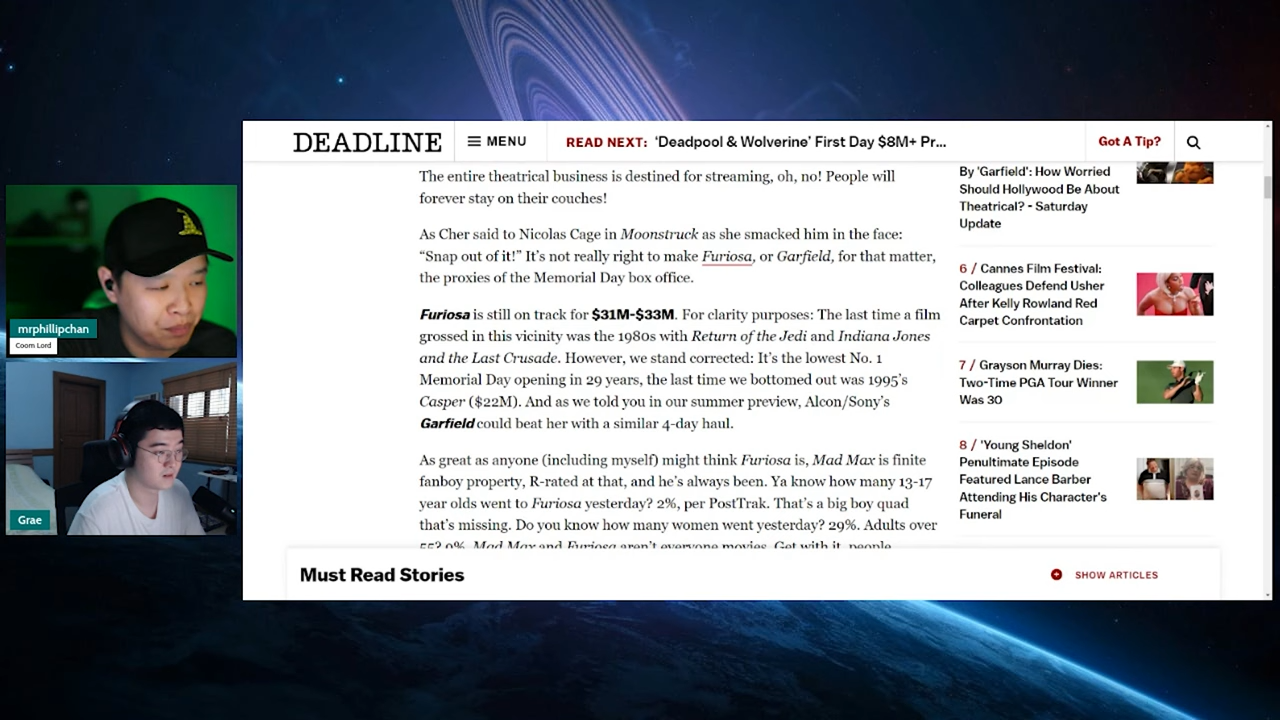 DEADLINE
MENU
READ NEXT: 'Deadpool & Wolverine' First Day $8M+ Pr...
Got A Tip?
The entire theatrical business is destined for streaming, oh, no! People will
forever stay on their couches!
As Cher said to Nicolas Cage in Moonstruck as she smacked him in the face:
“Snap out of it!” It’s not really right to make Furiosa, or Garfield, for that matter,
the proxies of the Memorial Day box office.
Furiosa is still on track for $31M-$33M. For clarity purposes: The last time a film
grossed in this vicinity was the 1980s with Return of the Jedi and Indiana Jones
and the Last Crusade. However, we stand corrected: It’s the lowest No. 1
Memorial Day opening in 29 years, the last time we bottomed out was 1995’s
Casper ($22M). And as we told you in our summer preview, Alcon/Sony’s
Garfield could beat her with a similar 4-day haul.
As great as anyone (including myself) might think Furiosa is, Mad Max is finite
fanboy property, R-rated at that, and he’s always been. Ya know how many 13-17
year olds went to Furiosa yesterday? 2%, per PostTrak. That’s a big boy quad
that’s missing. Do you know how many women went yesterday? 29%. Adults over
55? 9%. Mad Max and Furiosa aren’t everyone movies. Get with it, people.
By 'Garfield': How Worried
Should Hollywood Be About
Theatrical? - Saturday
Update
6 / Cannes Film Festival:
Colleagues Defend Usher
After Kelly Rowland Red
Carpet Confrontation
7 / Grayson Murray Dies:
Two-Time PGA Tour Winner
Was 30
8 / 'Young Sheldon'
Penultimate Episode
Featured Lance Barber
Attending His Character's
Funeral
Must Read Stories
SHOW ARTICLES
mrphillipchan
Coom Lord
Grae